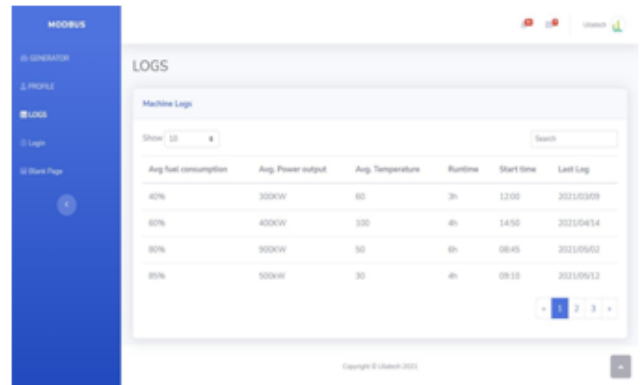 MODBUS
GENERATOR
PROFILE
LOGS
Login
Blank Page
LOGS
Machine Logs
Show 10
Search
Avg fuel consumption Avg. Power output Avg. Temperature Runtime Start time Last Log
40% 300KW 60 3h 12:00 2021/03/09
60% 400KW 100 4h 14:50 2021/04/14
80% 900KW 50 6h 08:45 2021/05/02
85% 500KW 30 4h 09:10 2021/05/12
« 1 2 3 »